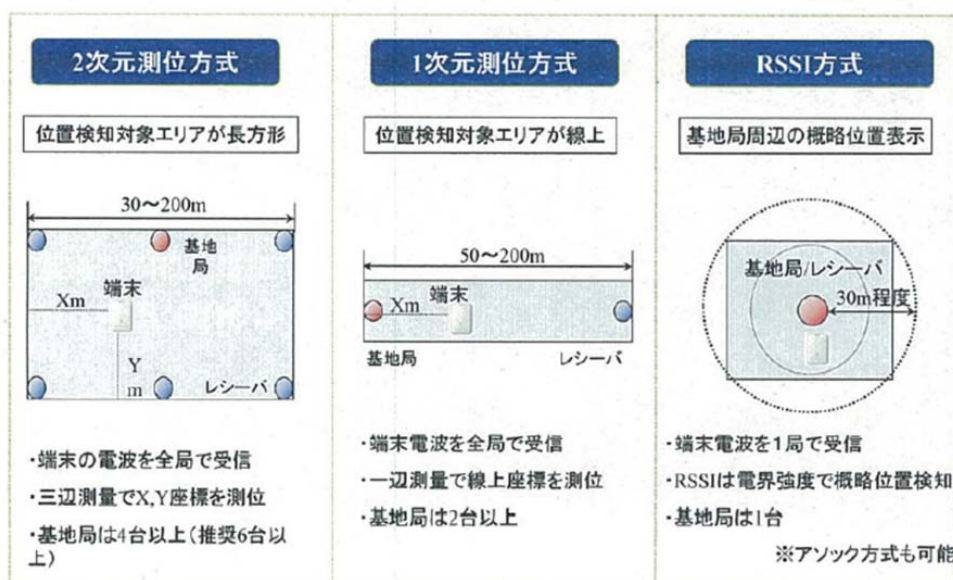 2次元測位方式
位置検知対象エリアが長方形
30～200m
基地
局
端末
Xm
Y
m
レシーバ
・端末の電波を全局で受信
・三辺測量でX,Y座標を測位
・基地局は4台以上(推奨6台以
上)
1次元測位方式
位置検知対象エリアが線上
50～200m
端末
Xm
基地局
レシーバ
・端末電波を全局で受信
・一辺測量で線上座標を測位
・基地局は2台以上
RSSI方式
基地局周辺の概略位置表示
基地局/レシーバ
30m程度
・端末電波を1局で受信
・RSSIは電界強度で概略位置検知
・基地局は1台
※アソック方式も可能